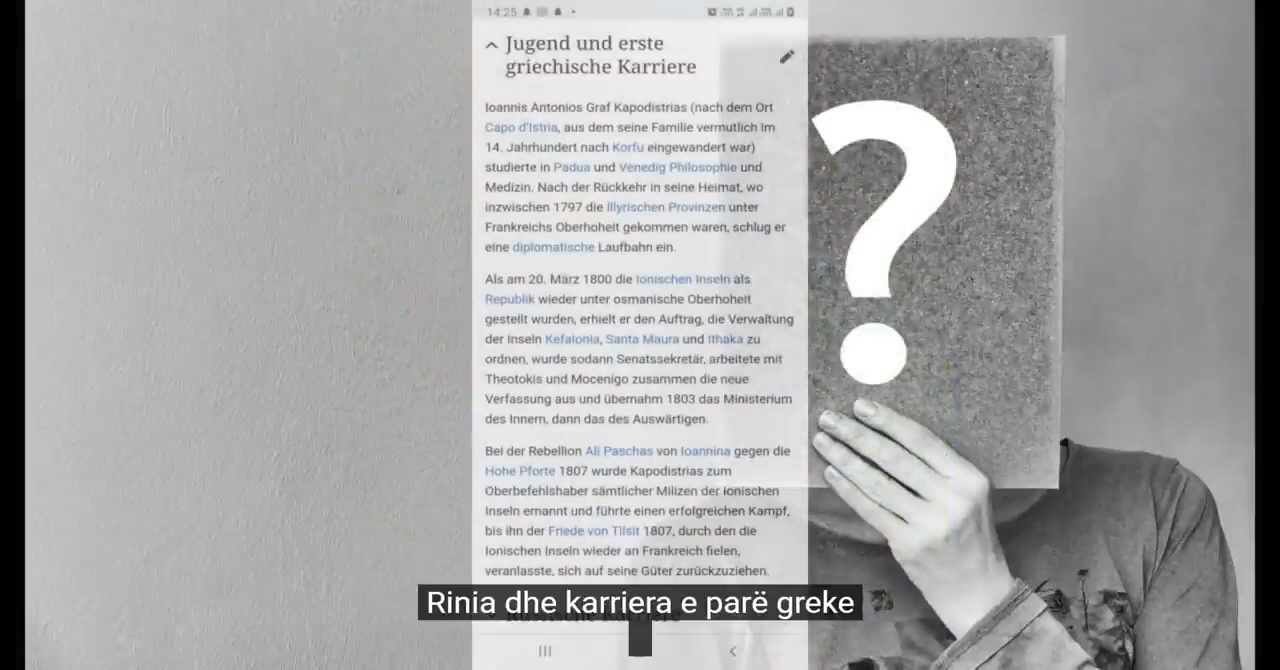 14:25
Jugend und erste
griechische Karriere
Ioannis Antonios Graf Kapodistrias (nach dem Ort
Capo d'Istria, aus dem seine Familie vermutlich im
14. Jahrhundert nach Korfu eingewandert war)
studierte in Padua und Venedig Philosophie und
Medizin. Nach der Rückkehr in seine Heimat, wo
inzwischen 1797 die Illyrischen Provinzen unter
Frankreichs Oberhoheit gekommen waren, schlug er
eine diplomatische Laufbahn ein.
Als am 20. März 1800 die Ionischen Inseln als
Republik wieder unter osmanische Oberhoheit
gestellt wurden, erhielt er den Auftrag, die Verwaltung
der Inseln Kefalonia, Santa Maura und Ithaka zu
ordnen, wurde sodann Senatssekretär, arbeitete mit
Theotokis und Mocenigo zusammen die neue
Verfassung aus und übernahm 1803 das Ministerium
des Innern, dann das des Auswärtigen.
Bei der Rebellion Ali Paschas von Ioannina gegen die
Hohe Pforte 1807 wurde Kapodistrias zum
Oberbefehlshaber sämtlicher Milizen der Ionischen
Inseln ernannt und führte einen erfolgreichen Kampf,
bis ihn der Friede von Tilsit 1807, durch den die
Ionischen Inseln wieder an Frankreich fielen,
veranlasste, sich auf seine Güter zurückzuziehen.
Rinia dhe karriera e parë greke
?